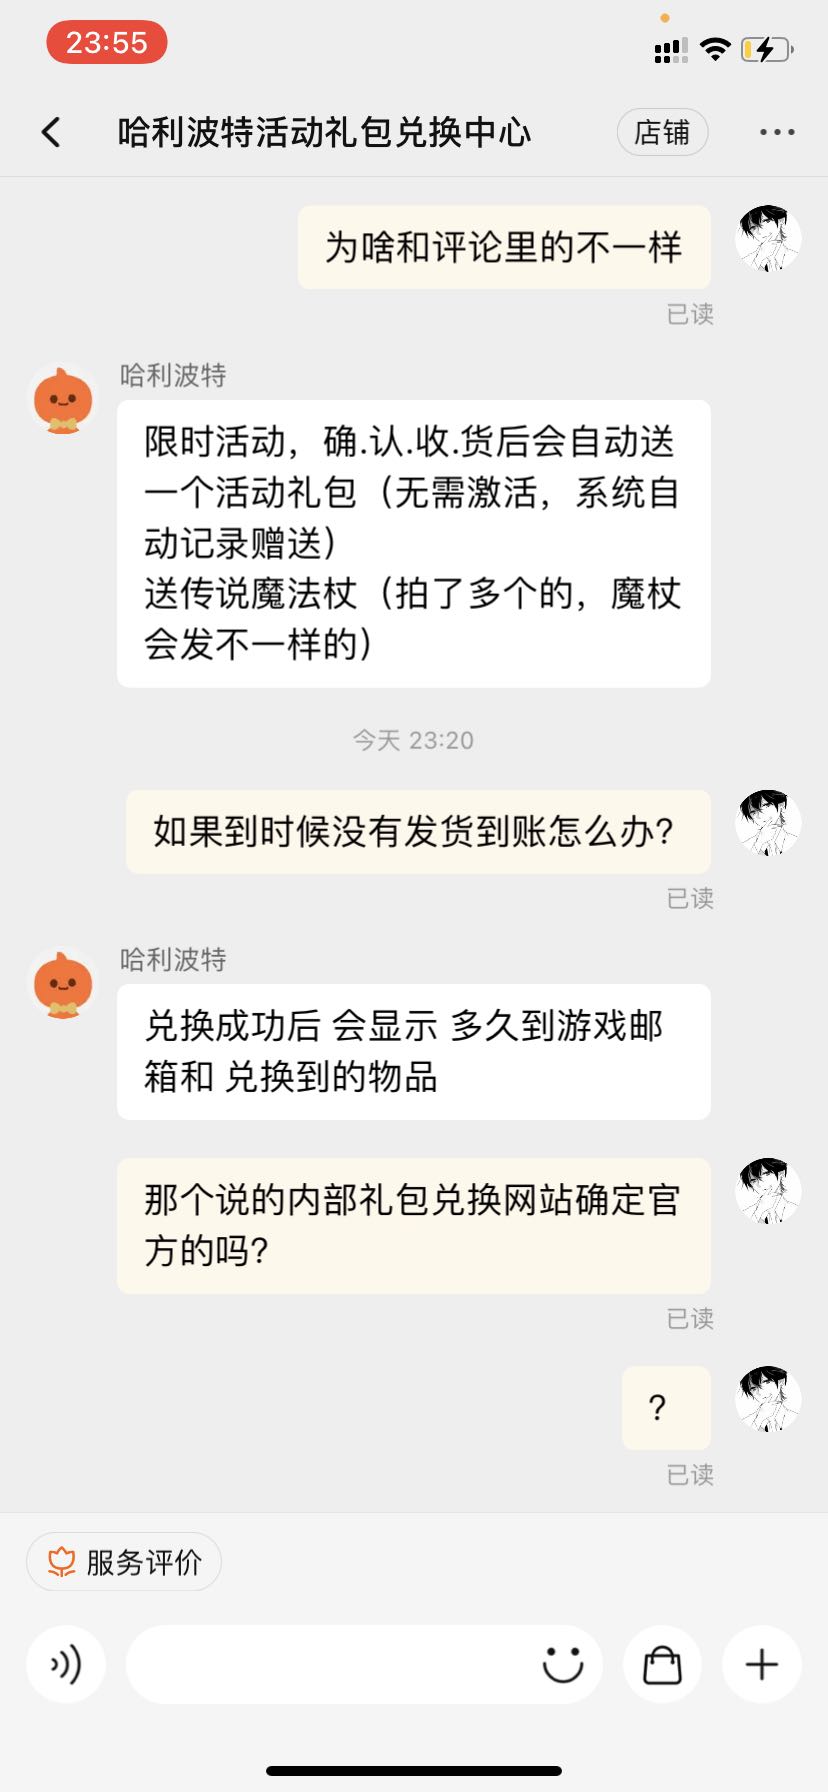 23:55
哈利波特活动礼包兑换中心
店铺
为啥和评论里的不一样
已读
哈利波特
限时活动，确.认.收.货后会自动送
一个活动礼包（无需激活，系统自
动记录赠送）
送传说魔法杖（拍了多个的，魔杖
会发不一样的）
今天 23:20
如果到时候没有发货到账怎么办？
已读
哈利波特
兑换成功后 会显示 多久到游戏邮
箱和 兑换到的物品
那个说的内部礼包兑换网站确定官
方的吗？
已读
？
已读
服务评价